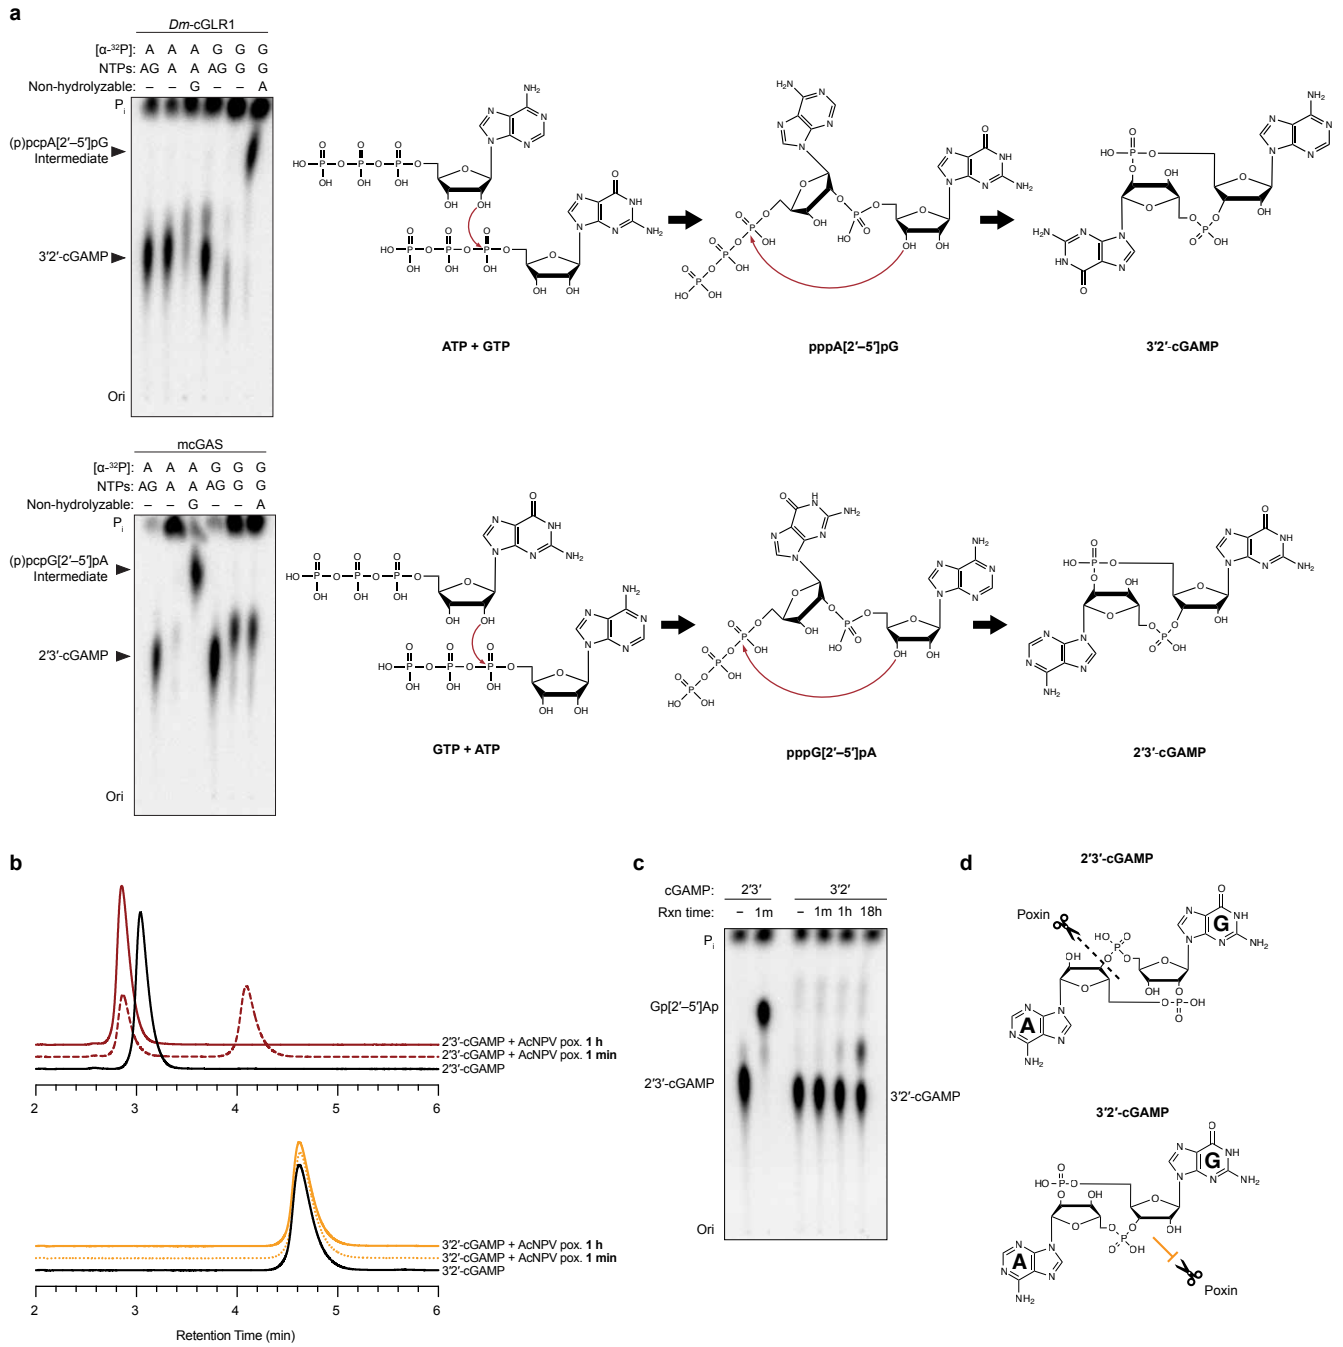 a
Dm-cGLR1
[α-³²P]: A A A G G G
NTPs: AG A A AG G G
Non-hydrolyzable: – – G – – A
Pi
(p)pcpA[2′–5′]pG
Intermediate
3′2′-cGAMP
Ori
ATP + GTP
pppA[2′–5′]pG
3′2′-cGAMP
mcGAS
[α-³²P]: A A A G G G
NTPs: AG A A AG G G
Non-hydrolyzable: – – G – – A
Pi
(p)pcpG[2′–5′]pA
Intermediate
2′3′-cGAMP
Ori
GTP + ATP
pppG[2′–5′]pA
2′3′-cGAMP
b
2′3′-cGAMP + AcNPV pox. 1 h
2′3′-cGAMP + AcNPV pox. 1 min
2′3′-cGAMP
2 3 4 5 6
3′2′-cGAMP + AcNPV pox. 1 h
3′2′-cGAMP + AcNPV pox. 1 min
3′2′-cGAMP
2 3 4 5 6
Retention Time (min)
c
cGAMP: 2′3′ 3′2′
Rxn time: – 1m – 1m 1h 18h
Pi
Gp[2′–5′]Ap
2′3′-cGAMP
3′2′-cGAMP
Ori
d
2′3′-cGAMP
Poxin
G
A
3′2′-cGAMP
G
A
Poxin